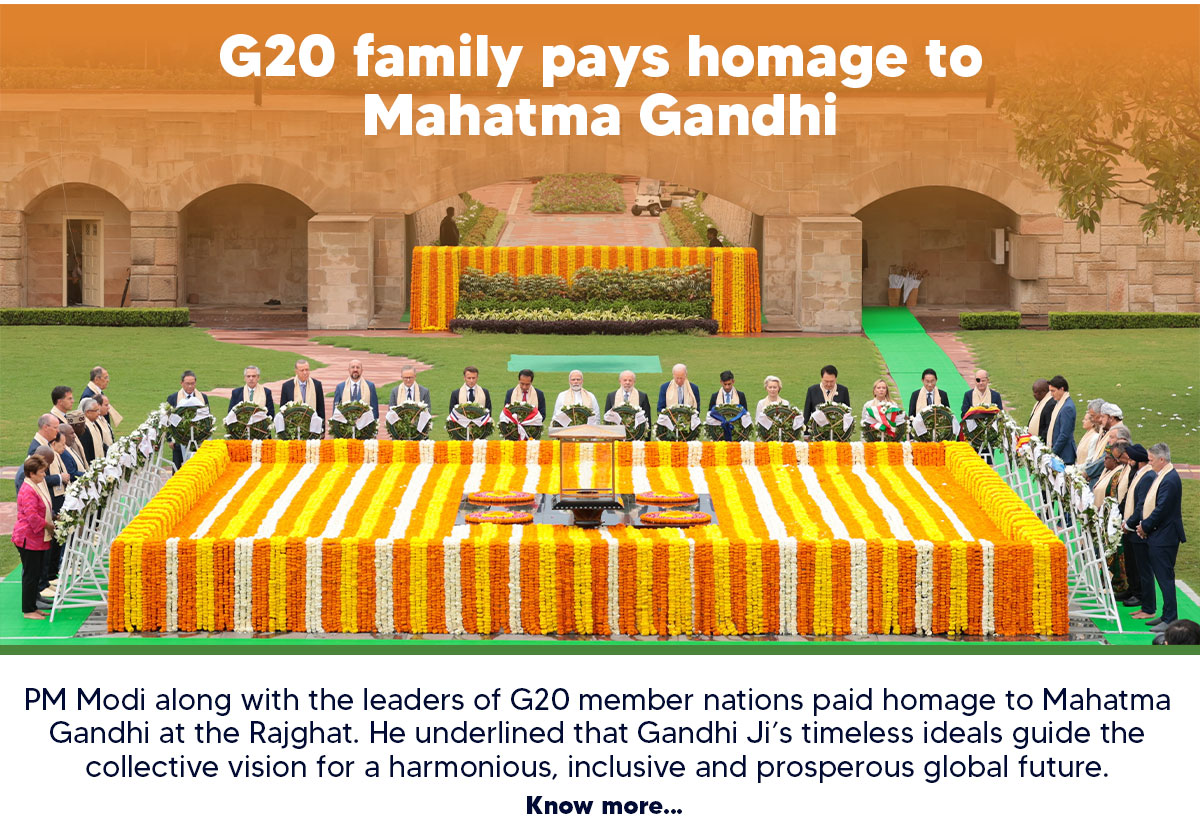 G20 family pays homage to
Mahatma Gandhi
PM Modi along with the leaders of G20 member nations paid homage to Mahatma
Gandhi at the Rajghat. He underlined that Gandhi Ji’s timeless ideals guide the
collective vision for a harmonious, inclusive and prosperous global future.
Know more...